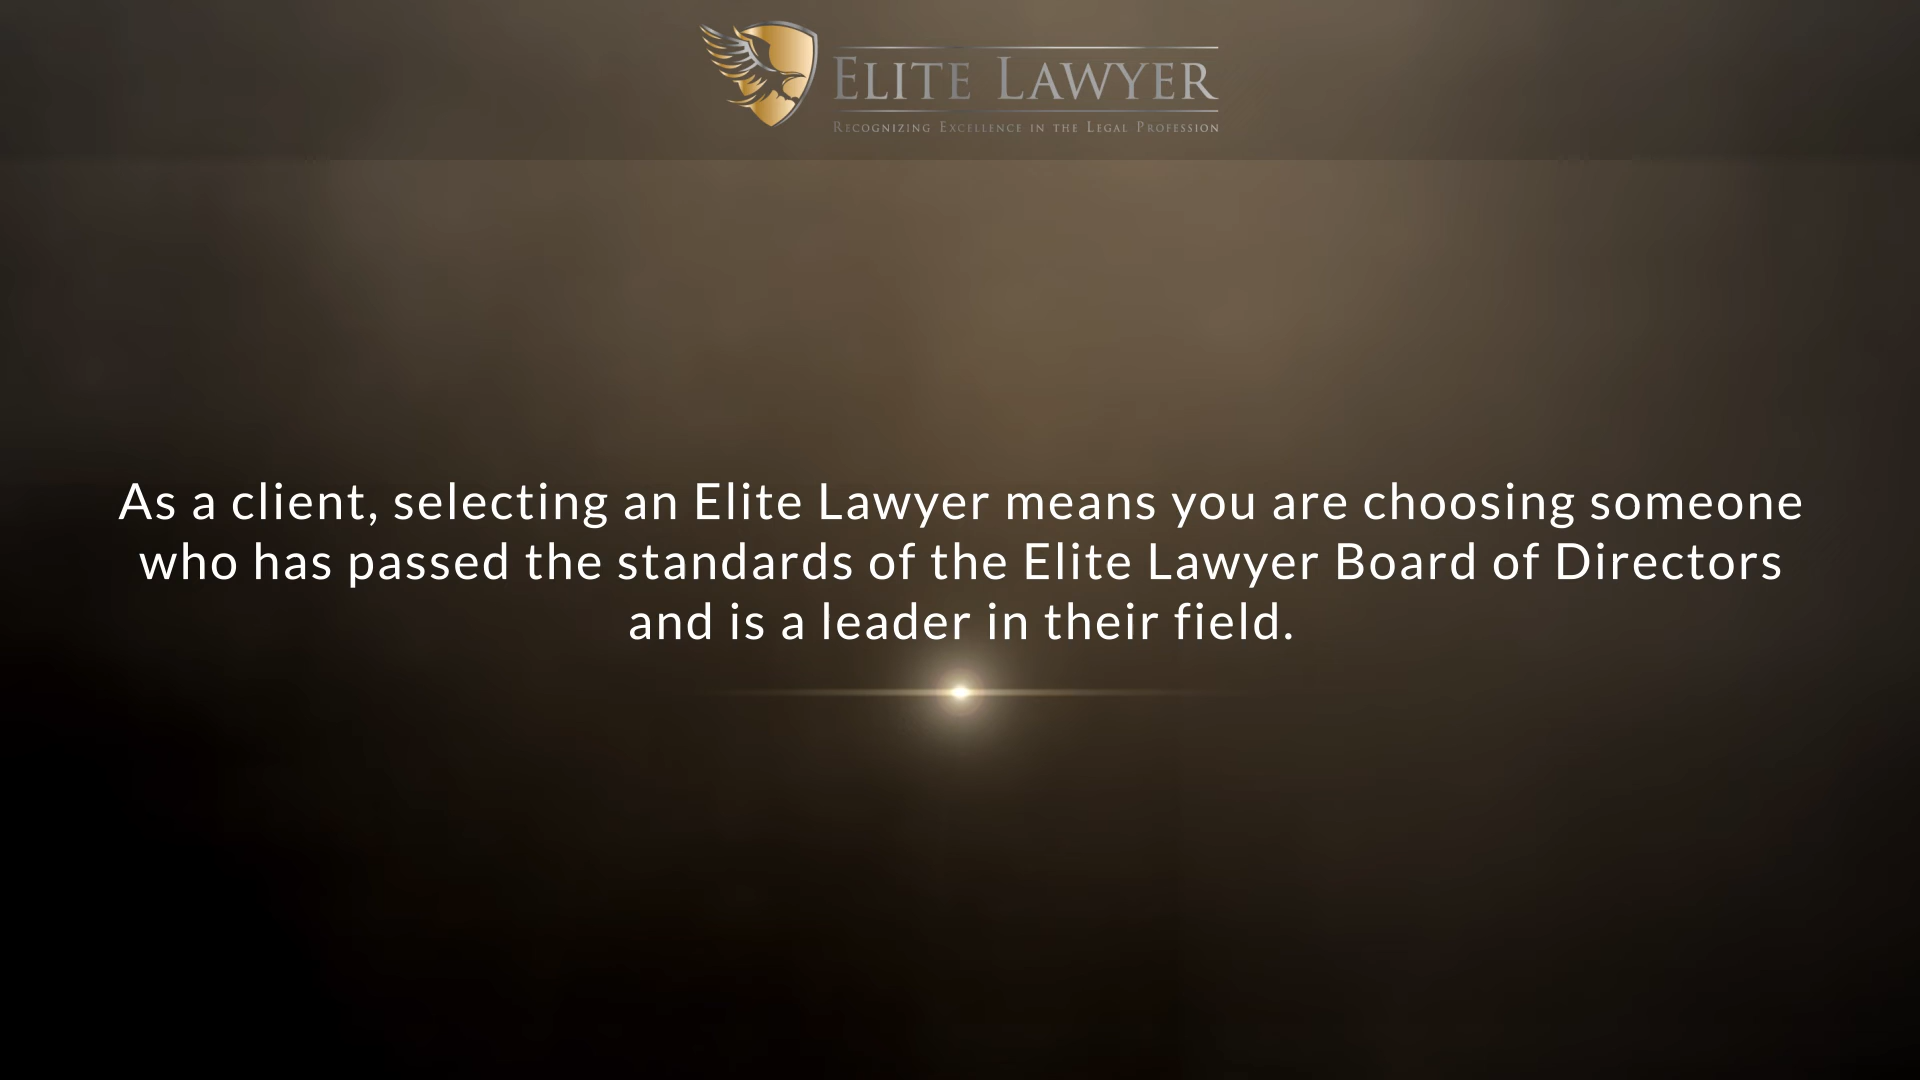 ELITE LAWYER
RECOGNIZING EXCELLENCE IN THE LEGAL PROFESSION
As a client, selecting an Elite Lawyer means you are choosing someone
who has passed the standards of the Elite Lawyer Board of Directors
and is a leader in their field.